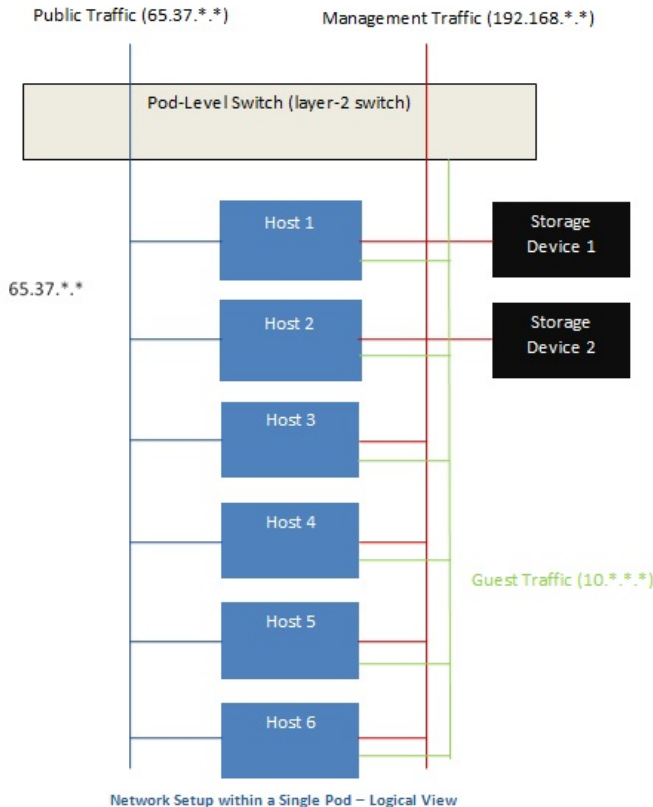 Public Traffic (65.37.*.*)
Management Traffic (192.168.*.*)
Pod-Level Switch (layer-2 switch)
Host 1
Storage
Device 1
65.37.*.*
Host 2
Storage
Device 2
Host 3
Host 4
Guest Traffic (10.*.*.*)
Host 5
Host 6
Network Setup within a Single Pod – Logical View